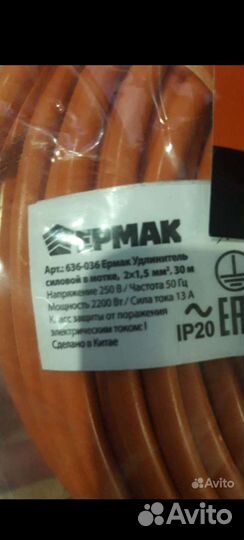 ЕРМАК
Арт.: 636-036 Ермак Удлинитель
силовой в мотке, 2х1,5 мм², 30 м
Напряжение 250 В / Частота 50 Гц
Мощность 2200 Вт / Сила тока 13 А
Класс защиты от поражения
электрическим током: I
Сделано в Китае
IP20
Avito